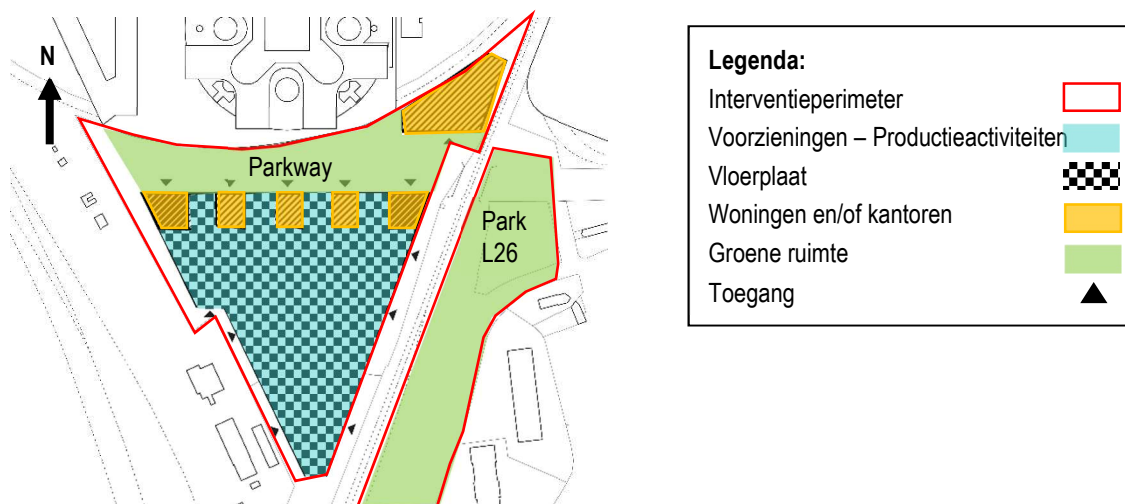 N
Parkway
Park
L26
Legenda:
Interventieperimeter
Voorzieningen – Productieactiviteiten
Vloerplaat
Woningen en/of kantoren
Groene ruimte
Toegang